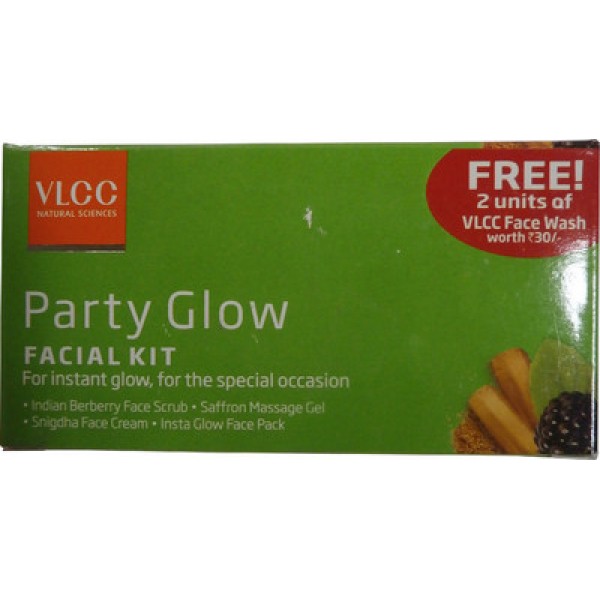 VLCC
NATURAL SCIENCES
FREE!
2 units of
VLCC Face Wash
worth ₹30/-
Party Glow
FACIAL KIT
For instant glow, for the special occasion
• Indian Berberry Face Scrub • Saffron Massage Gel
• Snigdha Face Cream • Insta Glow Face Pack